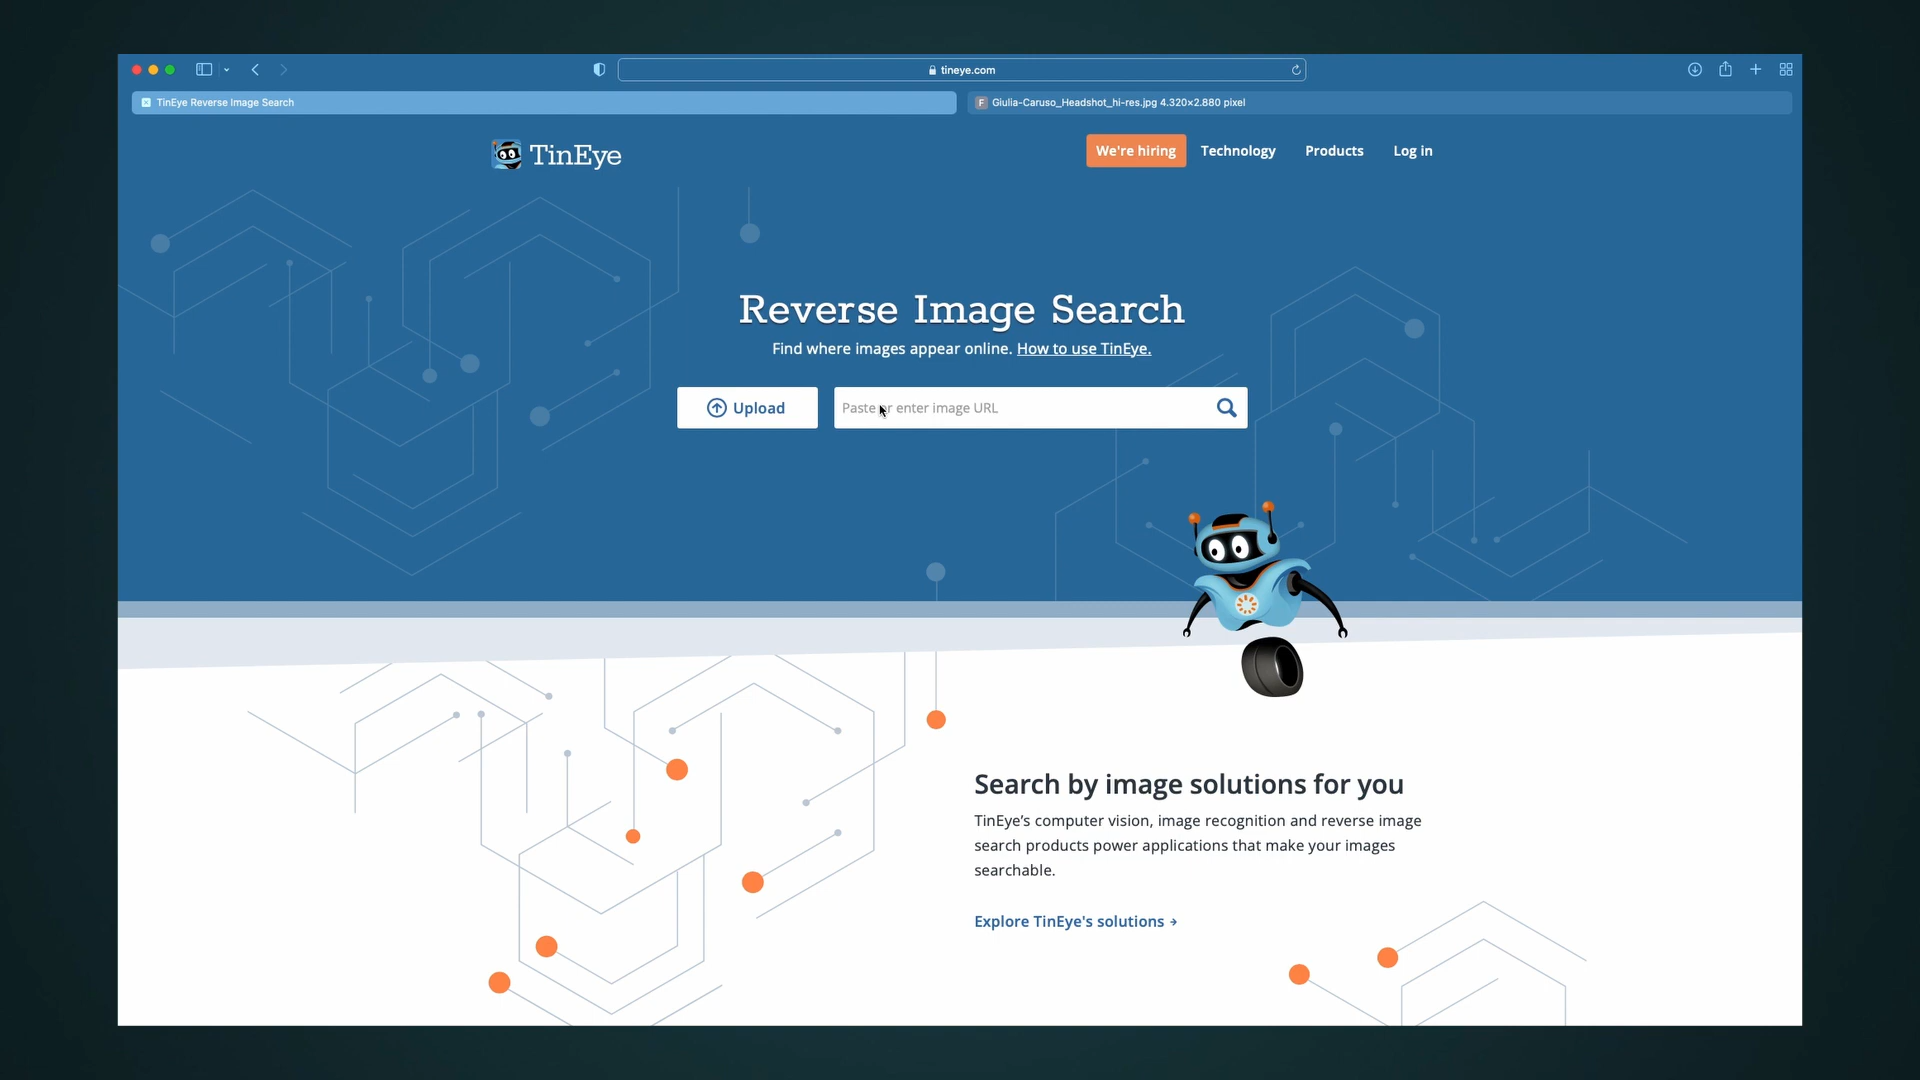 tineye.com
TinEye Reverse Image Search
F Giulia-Caruso_Headshot_hi-res.jpg 4.320×2.880 pixel
TinEye
We're hiring
Technology
Products
Log in
Reverse Image Search
Find where images appear online. How to use TinEye.
Upload
Paste or enter image URL
Search by image solutions for you
TinEye's computer vision, image recognition and reverse image
search products power applications that make your images
searchable.
Explore TinEye's solutions →